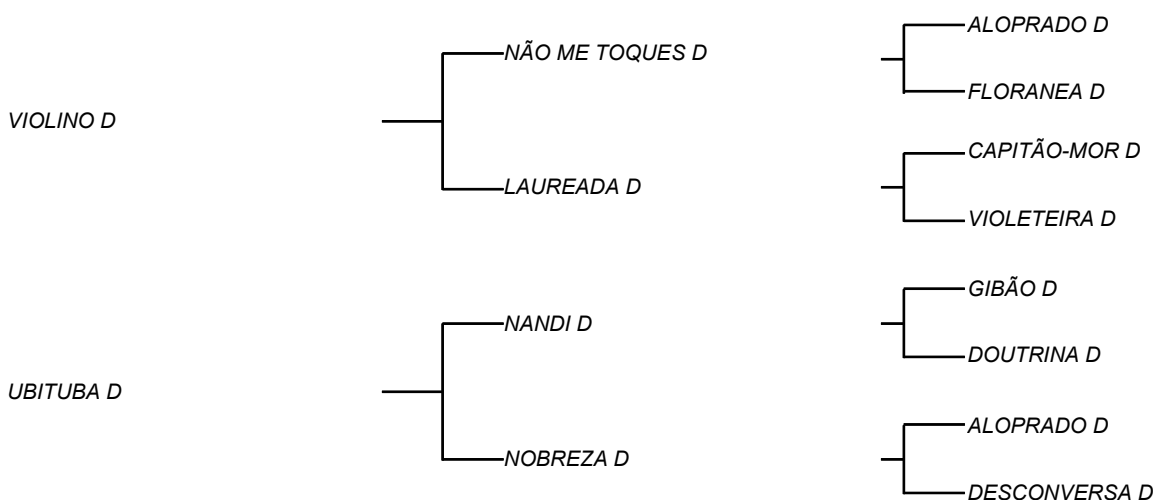 ALOPRADO D
NÃO ME TOQUES D
FLORANEA D
VIOLINO D
CAPITÃO-MOR D
LAUREADA D
VIOLETEIRA D
GIBÃO D
NANDI D
DOUTRINA D
UBITUBA D
ALOPRADO D
NOBREZA D
DESCONVERSA D